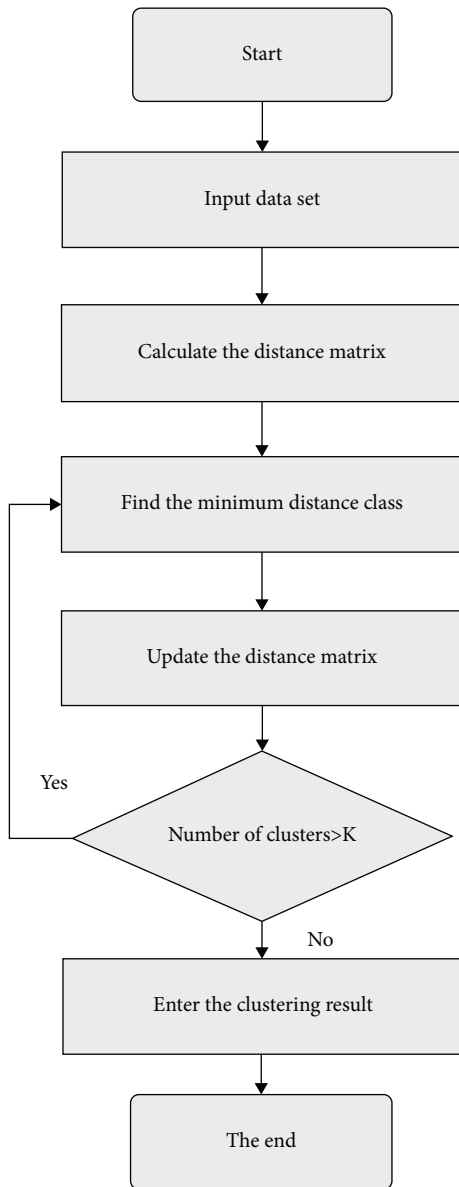 Start
Input data set
Calculate the distance matrix
Find the minimum distance class
Update the distance matrix
Yes
Number of clusters>K
No
Enter the clustering result
The end